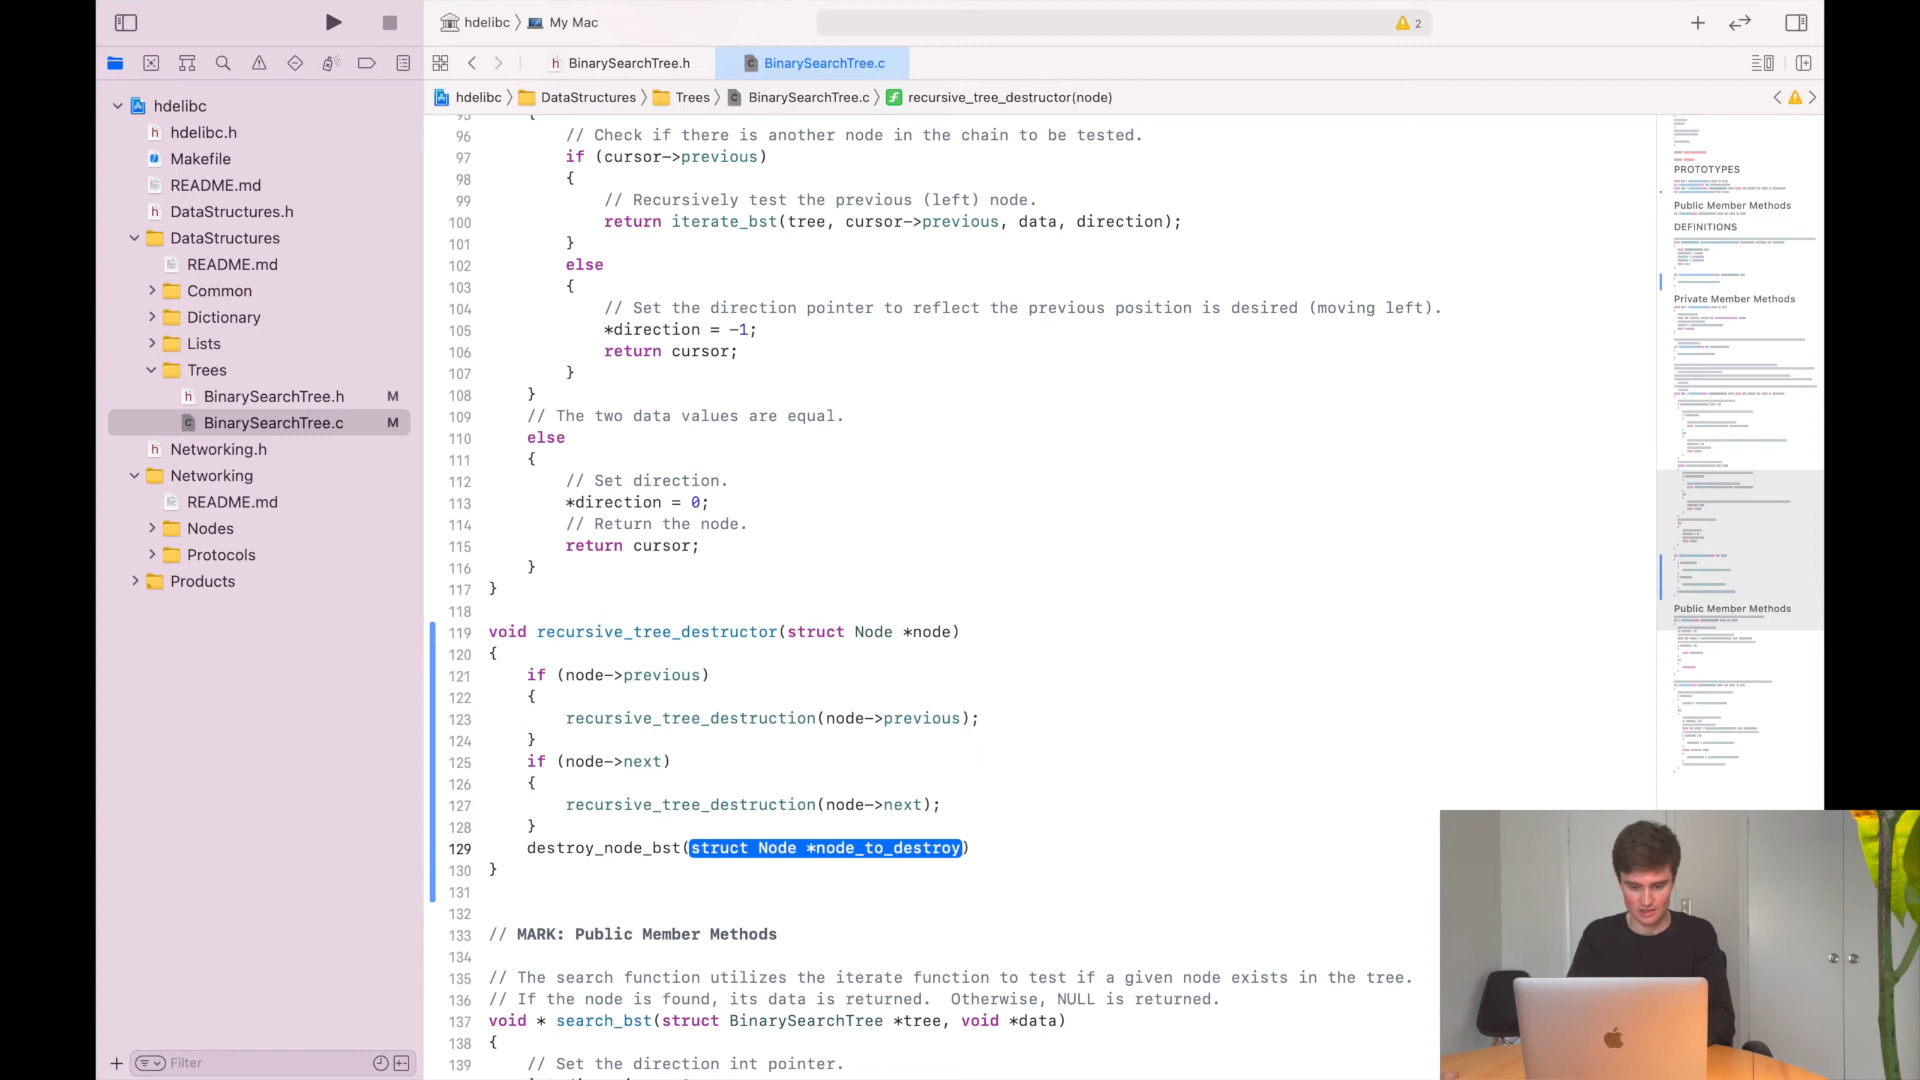 hdelibc
My Mac
2
BinarySearchTree.h
BinarySearchTree.c
hdelibc
DataStructures
Trees
BinarySearchTree.c
recursive_tree_destructor(node)
hdelibc
hdelibc.h
Makefile
README.md
DataStructures.h
DataStructures
README.md
Common
Dictionary
Lists
Trees
BinarySearchTree.h M
BinarySearchTree.c M
Networking.h
Networking
README.md
Nodes
Protocols
Products
Filter
95 {
96 // Check if there is another node in the chain to be tested.
97 if (cursor->previous)
98 {
99 // Recursively test the previous (left) node.
100 return iterate_bst(tree, cursor->previous, data, direction);
101 }
102 else
103 {
104 // Set the direction pointer to reflect the previous position is desired (moving left).
105 *direction = -1;
106 return cursor;
107 }
108 }
109 // The two data values are equal.
110 else
111 {
112 // Set direction.
113 *direction = 0;
114 // Return the node.
115 return cursor;
116 }
117 }
118
119 void recursive_tree_destructor(struct Node *node)
120 {
121 if (node->previous)
122 {
123 recursive_tree_destruction(node->previous);
124 }
125 if (node->next)
126 {
127 recursive_tree_destruction(node->next);
128 }
129 destroy_node_bst(struct Node *node_to_destroy)
130 }
131
132
133 // MARK: Public Member Methods
134
135 // The search function utilizes the iterate function to test if a given node exists in the tree.
136 // If the node is found, its data is returned.  Otherwise, NULL is returned.
137 void * search_bst(struct BinarySearchTree *tree, void *data)
138 {
139 // Set the direction int pointer.
PROTOTYPES
Public Member Methods
DEFINITIONS
Private Member Methods
Public Member Methods